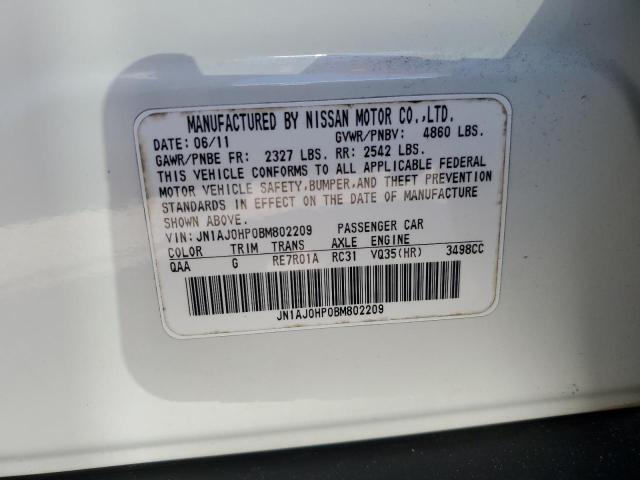 MANUFACTURED BY NISSAN MOTOR CO.,LTD.
DATE: 06/11 GVWR/PNBV: 4860 LBS.
GAWR/PNBE FR: 2327 LBS. RR: 2542 LBS.
THIS VEHICLE CONFORMS TO ALL APPLICABLE FEDERAL
MOTOR VEHICLE SAFETY, BUMPER, AND THEFT PREVENTION
STANDARDS IN EFFECT ON THE DATE OF MANUFACTURE
SHOWN ABOVE.
VIN: JN1AJ0HP0BM802209 PASSENGER CAR
COLOR TRIM TRANS AXLE ENGINE
QAA G RE7R01A RC31 VQ35(HR) 3498CC
JN1AJ0HP0BM802209